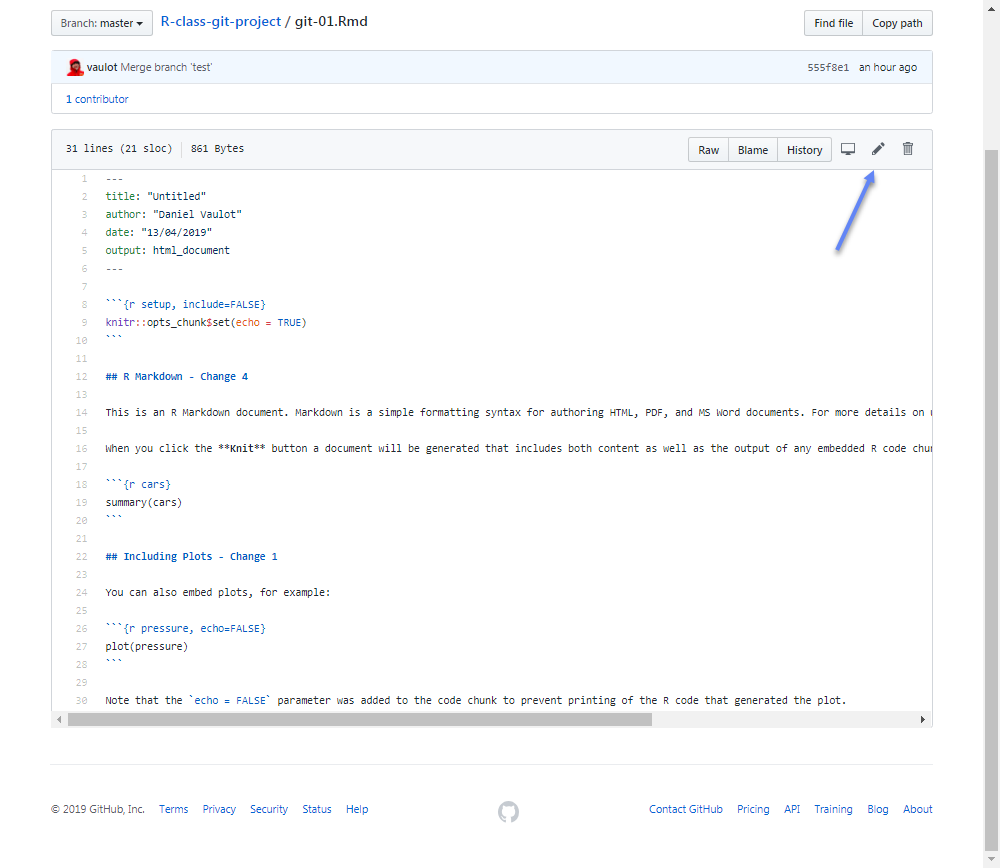 Branch: master R-class-git-project / git-01.Rmd Find file Copy path
vaulot Merge branch 'test' 555f8e1 an hour ago
1 contributor
31 lines (21 sloc) 861 Bytes Raw Blame History
1 ---
2 title: "Untitled"
3 author: "Daniel Vaulot"
4 date: "13/04/2019"
5 output: html_document
6 ---
7
8 ```{r setup, include=FALSE}
9 knitr::opts_chunk$set(echo = TRUE)
10 ```
11
12 ## R Markdown - Change 4
13
14 This is an R Markdown document. Markdown is a simple formatting syntax for authoring HTML, PDF, and MS Word documents. For more details on
15
16 When you click the **Knit** button a document will be generated that includes both content as well as the output of any embedded R code
17
18 ```{r cars}
19 summary(cars)
20 ```
21
22 ## Including Plots - Change 1
23
24 You can also embed plots, for example:
25
26 ```{r pressure, echo=FALSE}
27 plot(pressure)
28 ```
29
30 Note that the `echo = FALSE` parameter was added to the code chunk to prevent printing of the R code that generated the plot.
© 2019 GitHub, Inc. Terms Privacy Security Status Help Contact GitHub Pricing API Training Blog About